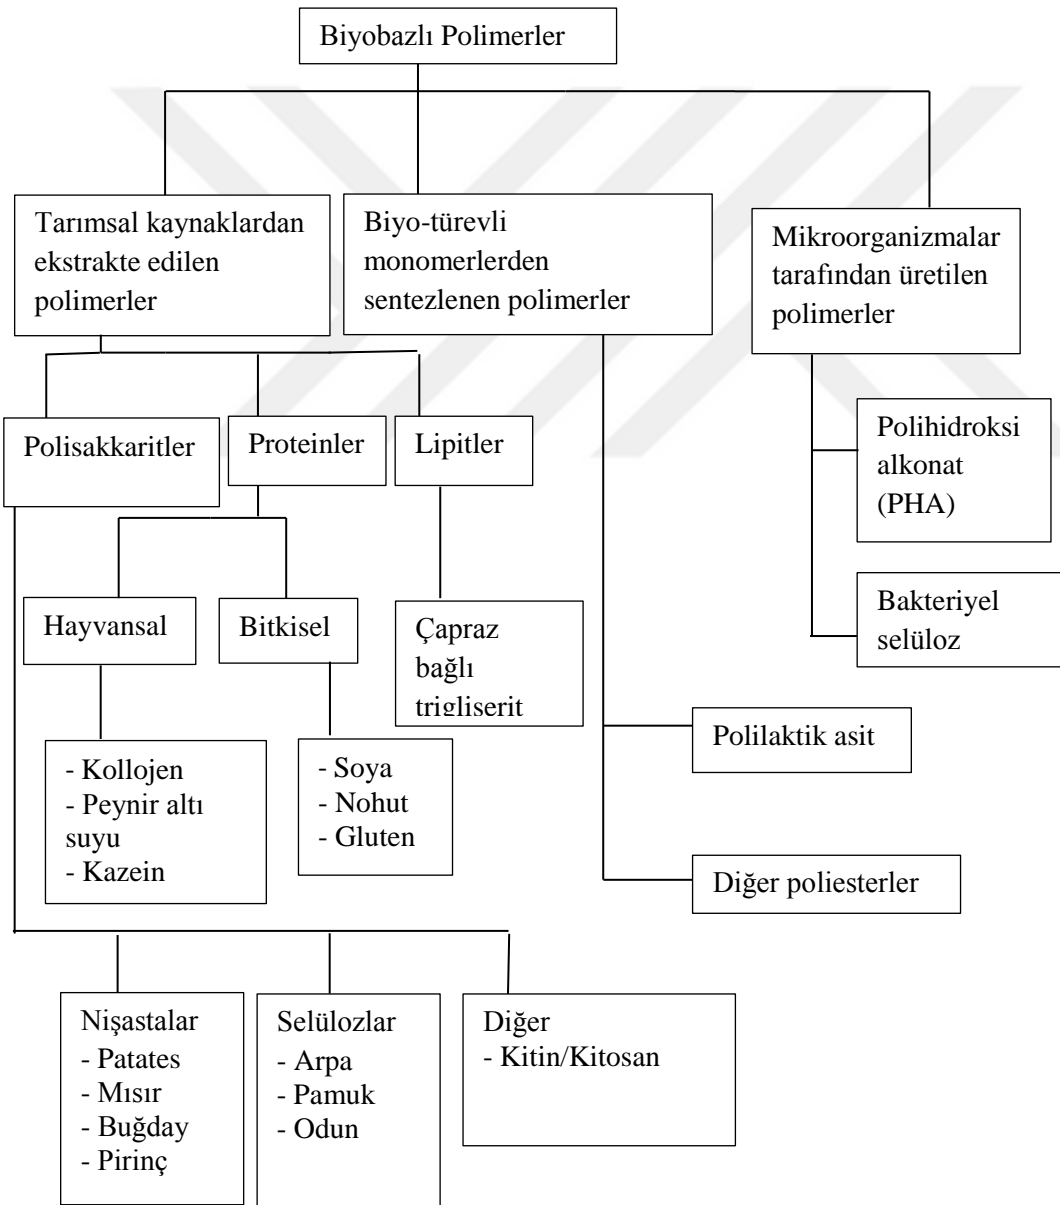 Biyobazlı Polimerler
Tarımsal kaynaklardan
ekstrakte edilen
polimerler
Biyo-türevli
monomerlerden
sentezlenen polimerler
Mikroorganizmalar
tarafından üretilen
polimerler
Polisakkaritler
Proteinler
Lipitler
Polihidroksi
alkonat
(PHA)
Bakteriyel
selüloz
Hayvansal
Bitkisel
Çapraz
bağlı
trigliserit
Polilaktik asit
- Kollojen
- Peynir altı
suyu
- Kazein
- Soya
- Nohut
- Gluten
Diğer poliesterler
Nişastalar
- Patates
- Mısır
- Buğday
- Pirinç
Selülozlar
- Arpa
- Pamuk
- Odun
Diğer
- Kitin/Kitosan